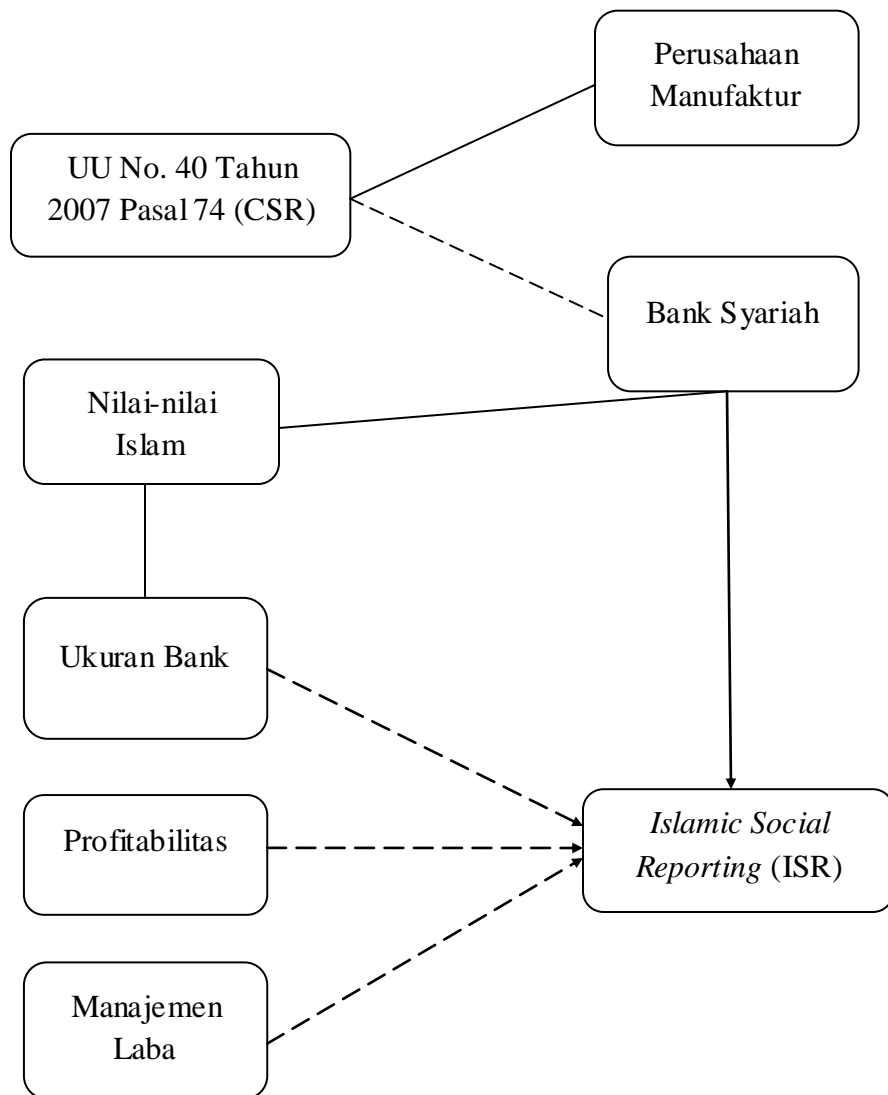 Perusahaan
Manufaktur
UU No. 40 Tahun
2007 Pasal 74 (CSR)
Bank Syariah
Nilai-nilai
Islam
Ukuran Bank
Profitabilitas
Islamic Social
Reporting (ISR)
Manajemen
Laba